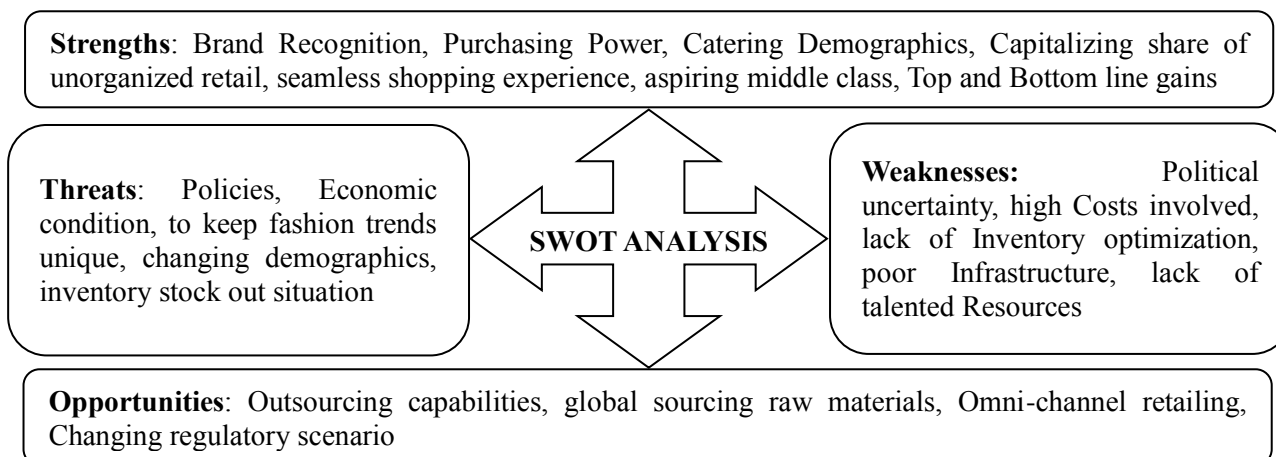 Strengths: Brand Recognition, Purchasing Power, Catering Demographics, Capitalizing share of
unorganized retail, seamless shopping experience, aspiring middle class, Top and Bottom line gains
Threats: Policies, Economic
condition, to keep fashion trends
unique, changing demographics,
inventory stock out situation
SWOT ANALYSIS
Weaknesses: Political
uncertainty, high Costs involved,
lack of Inventory optimization,
poor Infrastructure, lack of
talented Resources
Opportunities: Outsourcing capabilities, global sourcing raw materials, Omni-channel retailing,
Changing regulatory scenario